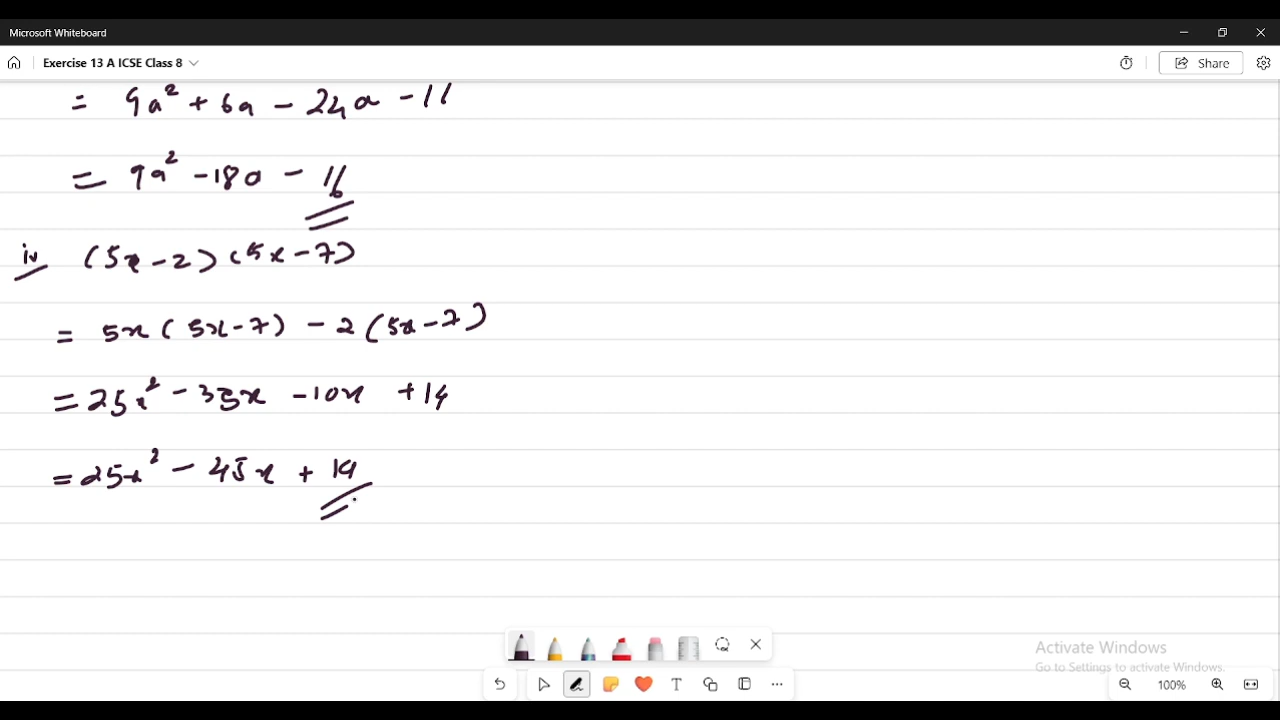 Microsoft Whiteboard
Exercise 13 A ICSE Class 8
Share
= 9a² + 6a - 24a - 16
= 9a² - 18a - 16
iv (5x - 2) (5x - 7)
= 5x (5x - 7) - 2 (5x - 7)
= 25x² - 35x - 10x + 14
= 25x² - 45x + 14
Activate Windows
Go to Settings to activate Windows.
100%